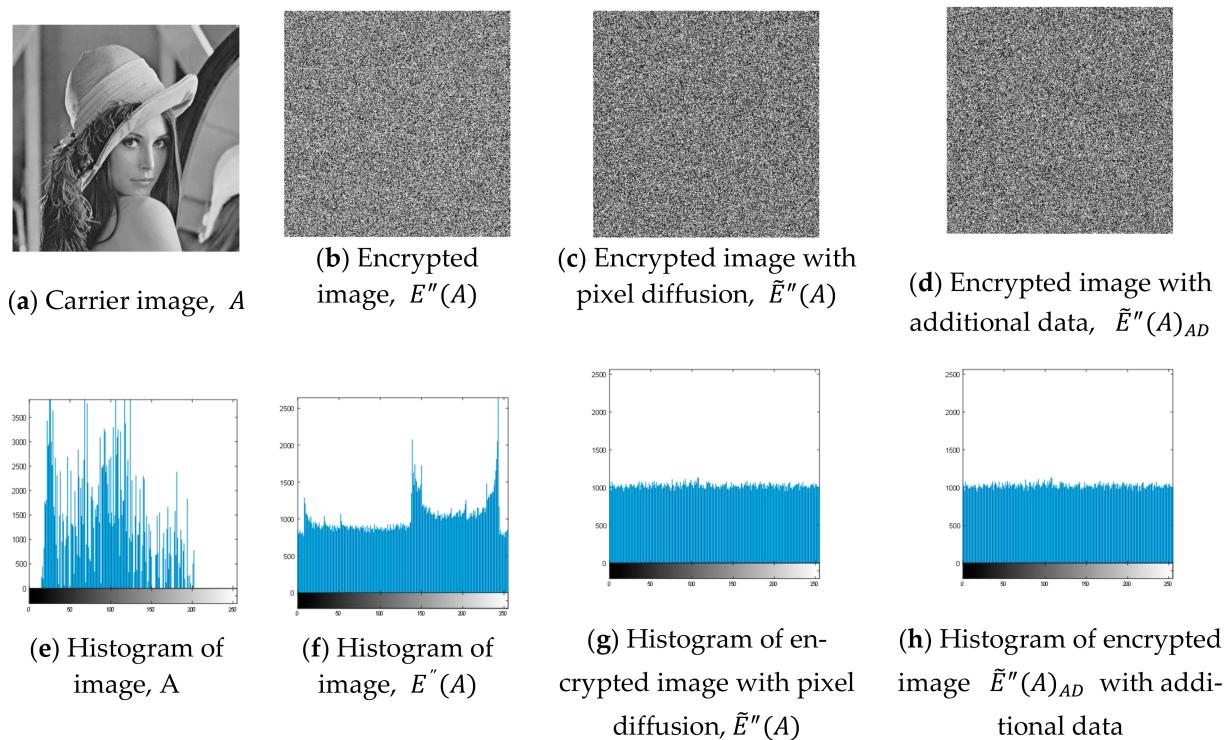 (a) Carrier image, A
(b) Encrypted
image, E″(A)
(c) Encrypted image with
pixel diffusion, Ẽ″(A)
(d) Encrypted image with
additional data, Ẽ″(A)_AD
3500
3000
2500
2000
1500
1000
500
0
0 50 100 150 200 250
(e) Histogram of
image, A
2500
2000
1500
1000
500
0
0 50 100 150 200 250
(f) Histogram of
image, E″(A)
2500
2000
1500
1000
500
0
0 50 100 150 200 250
(g) Histogram of en-
crypted image with pixel
diffusion, Ẽ″(A)
2500
2000
1500
1000
500
0
0 50 100 150 200 250
(h) Histogram of encrypted
image Ẽ″(A)_AD with addi-
tional data